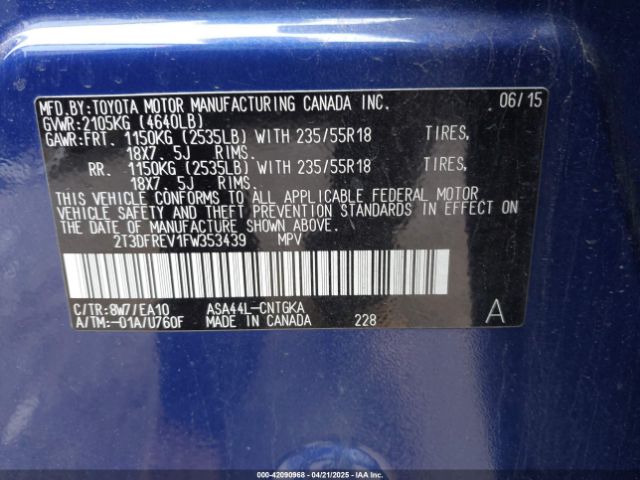 MFD.BY:TOYOTA MOTOR MANUFACTURING CANADA INC. 06/15
GVWR:2105KG (4640LB)
GAWR:FRT. 1150KG (2535LB) WITH 235/55R18 TIRES,
18X7. 5J RIMS.
RR. 1150KG (2535LB) WITH 235/55R18 TIRES,
18X7. 5J RIMS.
THIS VEHICLE CONFORMS TO ALL APPLICABLE FEDERAL MOTOR
VEHICLE SAFETY AND THEFT PREVENTION STANDARDS IN EFFECT ON
THE DATE OF MANUFACTURE SHOWN ABOVE.
2T3DFREV1FW353439 MPV
C/TR:8W7/EA10 ASA44L-CNTGKA
A/TM:-01A/U760F MADE IN CANADA 228 A
000-42090968 - 04/21/2025 - IAAI.COM